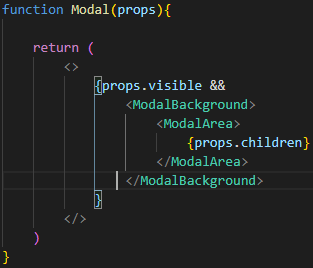 function Modal(props){
return (
<>
{props.visible &&
<ModalBackground>
<ModalArea>
{props.children}
</ModalArea>
</ModalBackground>
}
</>
)
}